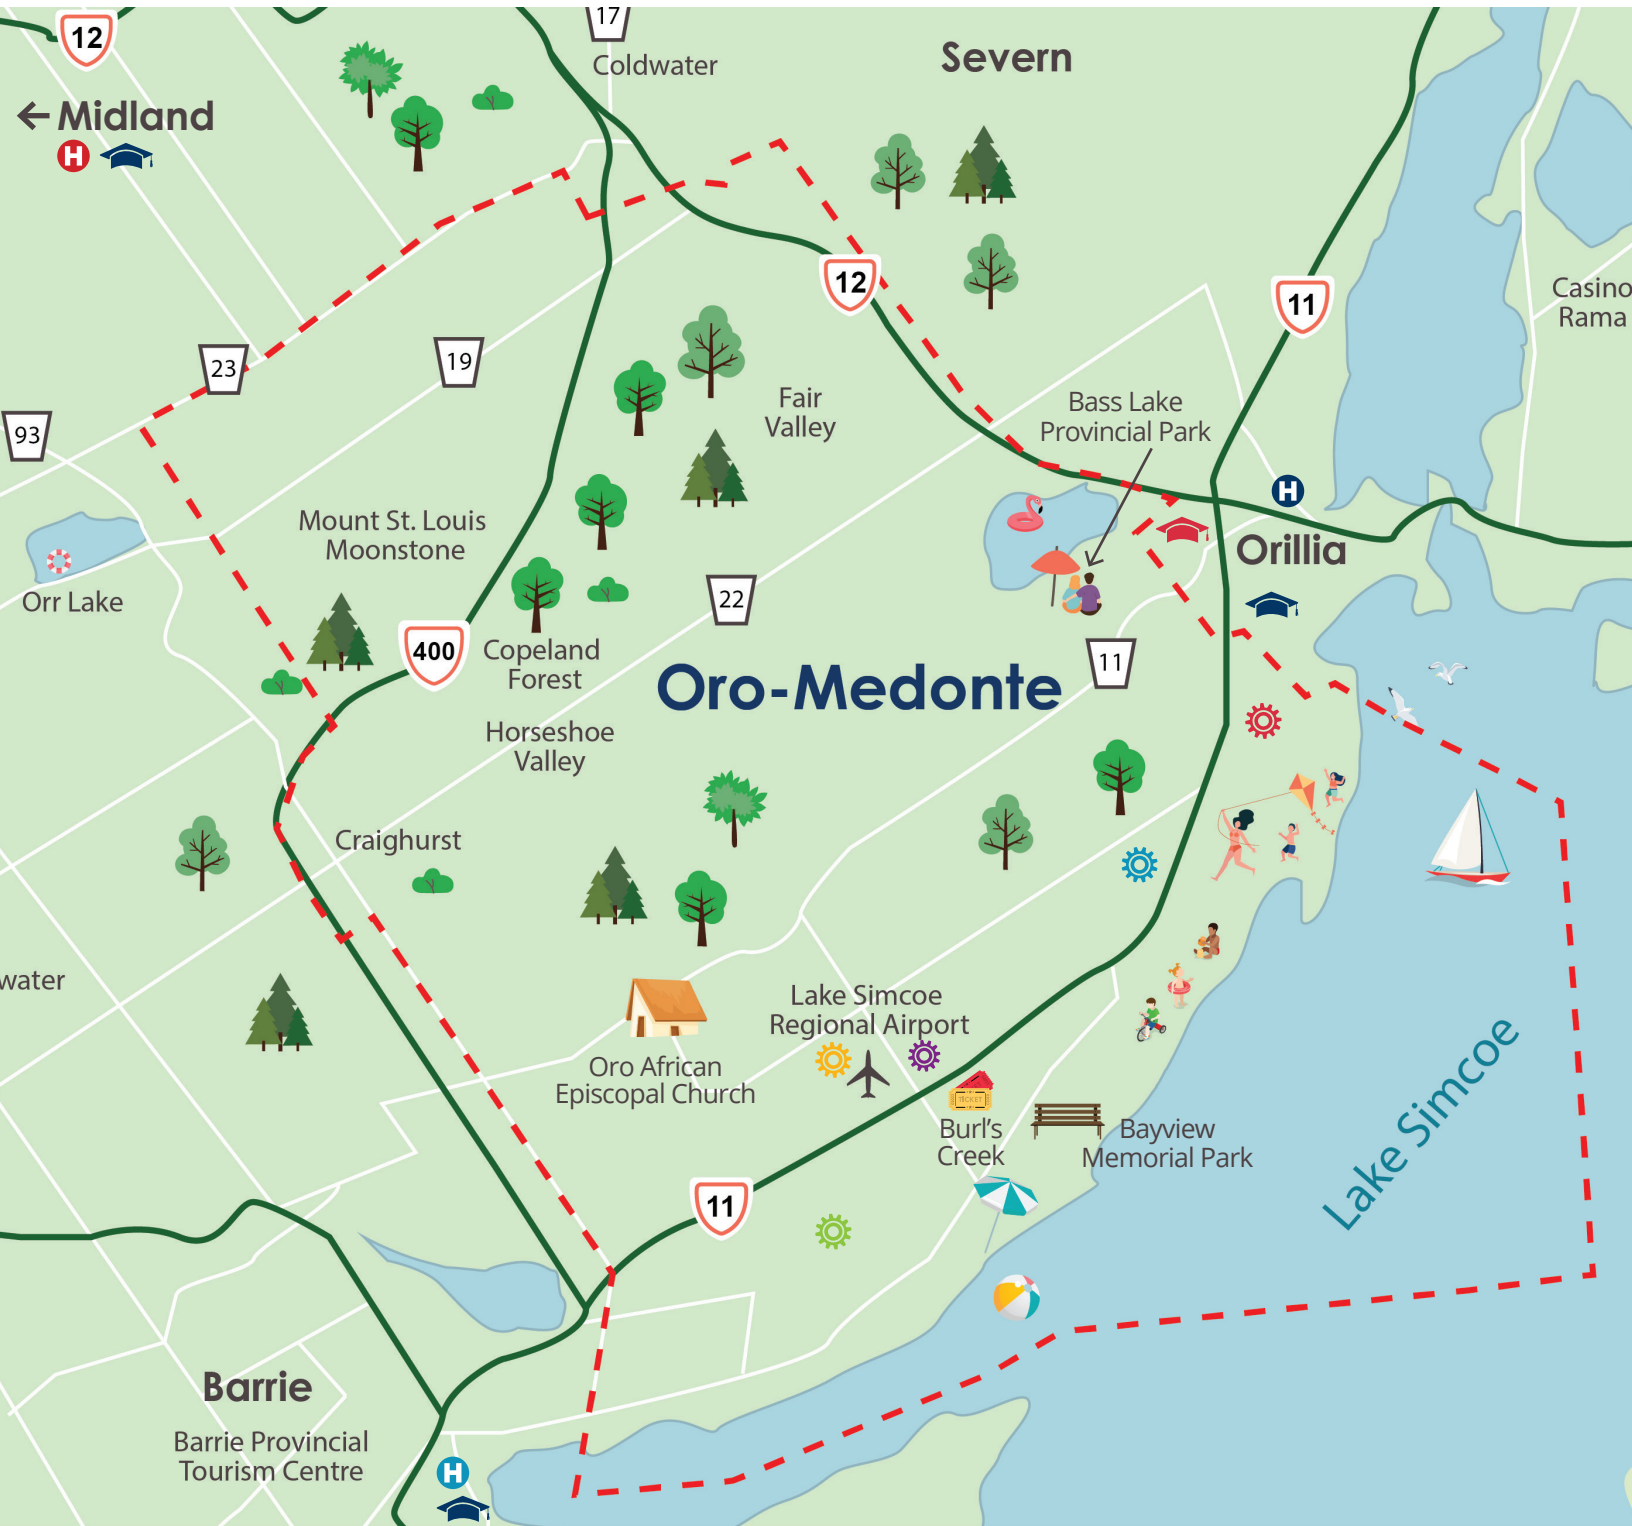 17
12
Coldwater
Severn
Midland
H
12
11
Casino
Rama
23
19
93
Fair
Valley
Bass Lake
Provincial Park
H
Mount St. Louis
Moonstone
Orillia
Orr Lake
22
400
Copeland
Forest
11
Oro-Medonte
Horseshoe
Valley
Craighurst
water
Lake Simcoe
Regional Airport
Oro African
Episcopal Church
TICKET
Burl's
Creek
Bayview
Memorial Park
Lake Simcoe
11
Barrie
Barrie Provincial
Tourism Centre
H